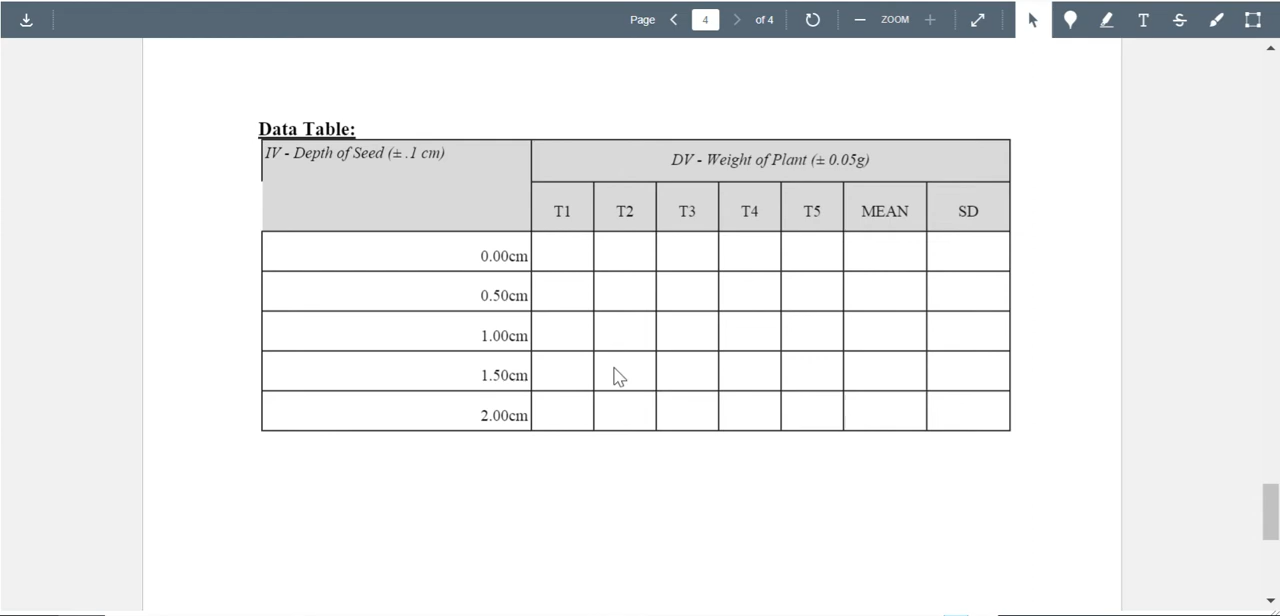 Page 4 of 4 ZOOM T S
Data Table:
IV - Depth of Seed (± .1 cm) DV - Weight of Plant (± 0.05g)
T1 T2 T3 T4 T5 MEAN SD
0.00cm
0.50cm
1.00cm
1.50cm
2.00cm